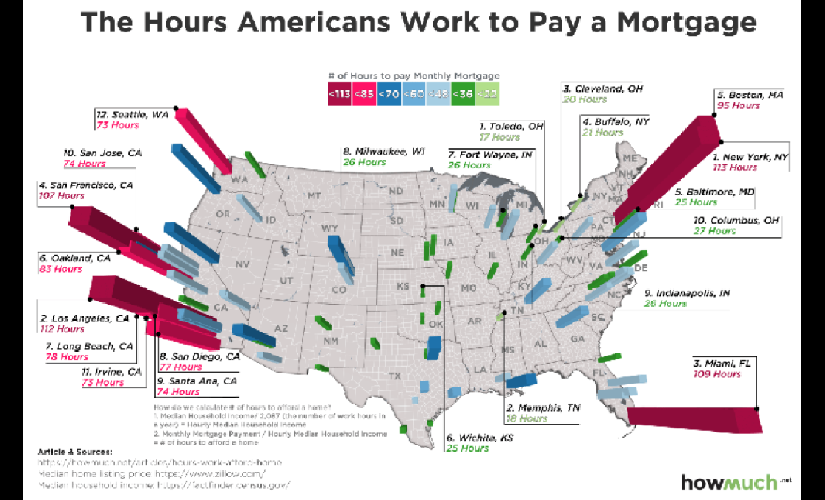 The Hours Americans Work to Pay a Mortgage
# of Hours to pay Monthly Mortgage
<113 <85 <70 <60 <48 <36
3. Cleveland, OH
20 Hours
5. Boston, MA
95 Hours
12. Seattle, WA
73 Hours
1. Toledo, OH
17 Hours
4. Buffalo, NY
21 Hours
10. San Jose, CA
74 Hours
8. Milwaukee, WI
26 Hours
7. Fort Wayne, IN
26 Hours
1. New York, NY
113 Hours
4. San Francisco, CA
107 Hours
5. Baltimore, MD
25 Hours
10. Columbus, OH
27 Hours
6. Oakland, CA
83 Hours
9. Indianapolis, IN
26 Hours
2. Los Angeles, CA
112 Hours
7. Long Beach, CA
78 Hours
8. San Diego, CA
77 Hours
11. Irvine, CA
73 Hours
9. Santa Ana, CA
74 Hours
3. Miami, FL
109 Hours
2. Memphis, TN
18 Hours
6. Wichita, KS
25 Hours
WA
MT
ND
MN
WI
MI
ME
VT
NY
OR
ID
WY
SD
IA
PA
CT
RI
NJ
NV
UT
CO
NE
IL
IN
OH
WV
VA
DE
CA
AZ
NM
KS
MO
KY
NC
OK
AR
TN
SC
TX
LA
MS
AL
GA
FL
How do we calculate # of hours to afford a home?
1. Median Household Income/ 2,087 (the number of work hours in
a year) = Hourly Median Household Income
2. Monthly Mortgage Payment / Hourly Median Household Income
= # of hours to afford a home
Article & Sources:
https://howmuch.net/articles/hours-work-afford-home
Median home listing price: https://www.zillow.com/
Median household income: https://factfinder.census.gov/
howmuch.net